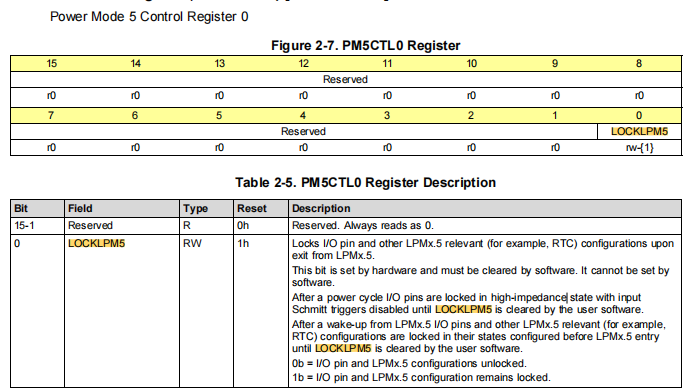 Power Mode 5 Control Register 0
Figure 2-7. PM5CTL0 Register
15 14 13 12 11 10 9 8
Reserved
r0 r0 r0 r0 r0 r0 r0 r0
7 6 5 4 3 2 1 0
Reserved LOCKLPM5
r0 r0 r0 r0 r0 r0 r0 rw-{1}
Table 2-5. PM5CTL0 Register Description
Bit Field Type Reset Description
15-1 Reserved R 0h Reserved. Always reads as 0.
0 LOCKLPM5 RW 1h Locks I/O pin and other LPMx.5 relevant (for example, RTC) configurations upon
exit from LPMx.5.
This bit is set by hardware and must be cleared by software. It cannot be set by
software.
After a power cycle I/O pins are locked in high-impedance state with input
Schmitt triggers disabled until LOCKLPM5 is cleared by the user software.
After a wake-up from LPMx.5 I/O pins and other LPMx.5 relevant (for example,
RTC) configurations are locked in their states configured before LPMx.5 entry
until LOCKLPM5 is cleared by the user software.
0b = I/O pin and LPMx.5 configurations unlocked.
1b = I/O pin and LPMx.5 configuration remains locked.